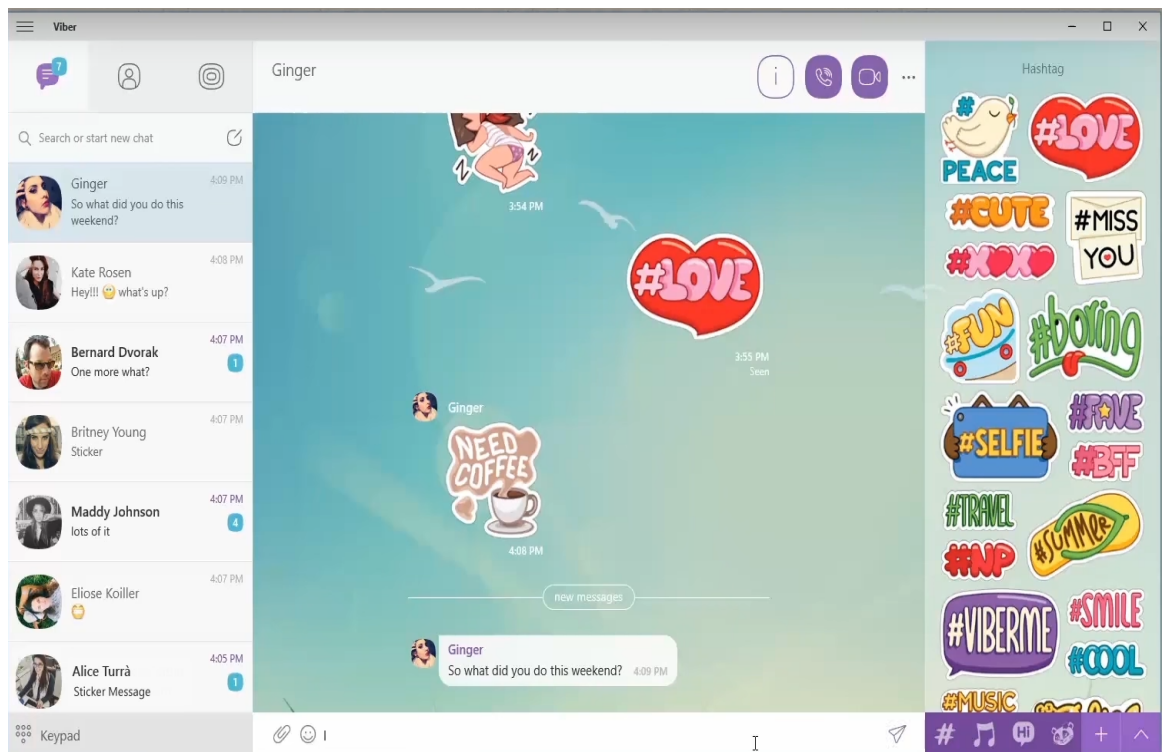 Viber
7
Search or start new chat
Ginger
4:09 PM
So what did you do this
weekend?
Kate Rosen
4:08 PM
Hey!!! what's up?
Bernard Dvorak
4:07 PM
One more what?
1
Britney Young
4:07 PM
Sticker
Maddy Johnson
4:07 PM
lots of it
4
Eliose Koiller
4:07 PM
Alice Turrà
4:05 PM
Sticker Message
1
Keypad
Ginger
i
z
z
z
3:54 PM
#LOVE
3:55 PM
Seen
Ginger
NEED
COFFEE
4:08 PM
new messages
Ginger
So what did you do this weekend? 4:09 PM
Hashtag
#
PEACE
#LOVE
#CUTE
#MISS
YOU
#XOXO
#FUN
#boring
#SELFIE
#FAVE
#BFF
#TRAVEL
#SUMMER
#NP
#VIBERME
#SMILE
#COOL
#MUSIC
#
Hi
+